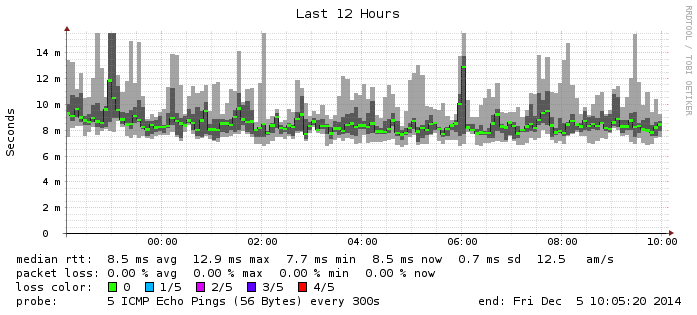 Last 12 Hours
RRDTOOL / TOBI OETIKER
Seconds
14 m
12 m
10 m
8 m
6 m
4 m
2 m
0
00:00 02:00 04:00 06:00 08:00 10:00
median rtt: 8.5 ms avg 12.9 ms max 7.7 ms min 8.5 ms now 0.7 ms sd 12.5 am/s
packet loss: 0.00 % avg 0.00 % max 0.00 % min 0.00 % now
loss color: 0 1/5 2/5 3/5 4/5
probe: 5 ICMP Echo Pings (56 Bytes) every 300s end: Fri Dec 5 10:05:20 2014